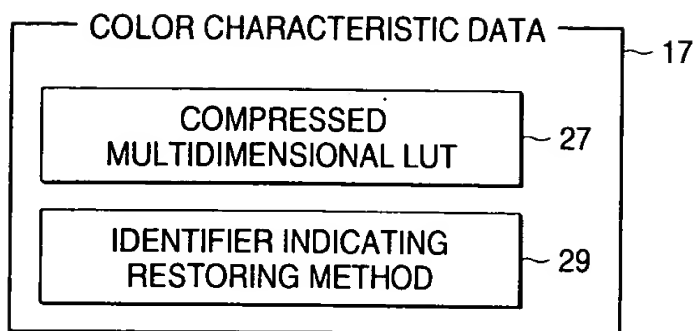 COLOR CHARACTERISTIC DATA
17
COMPRESSED
MULTIDIMENSIONAL LUT
27
IDENTIFIER INDICATING
RESTORING METHOD
29